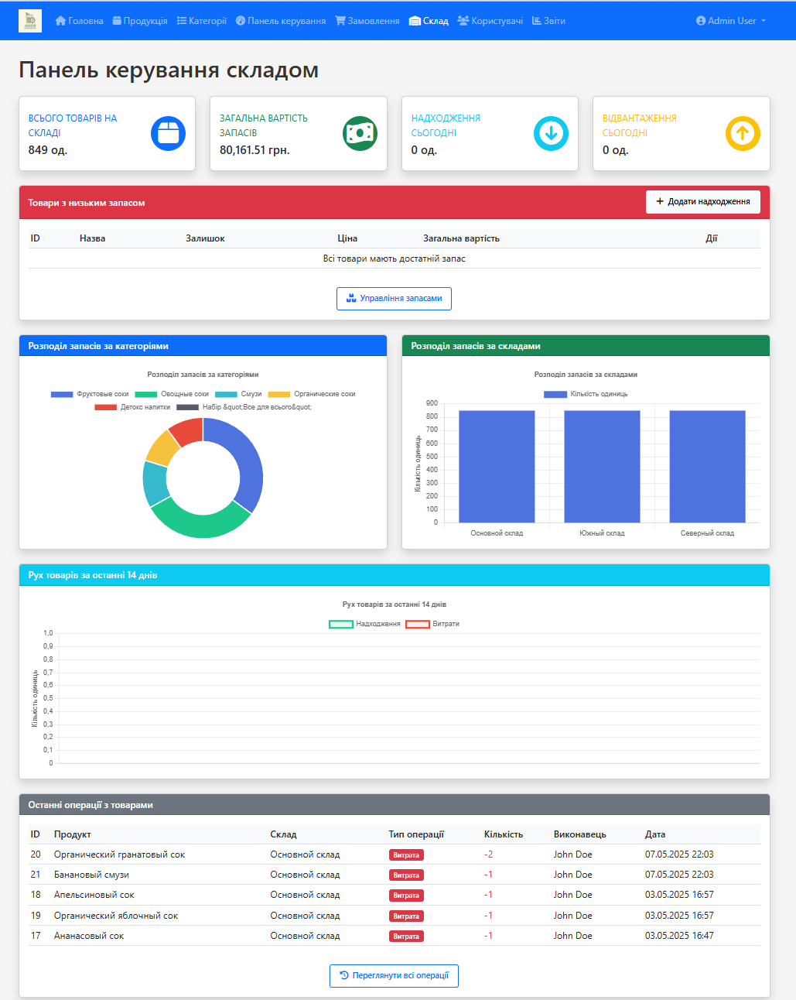 Головна Продукція Категорії Панель керування Замовлення Склад Користувачі Звіти Admin User
Панель керування складом
ВСЬОГО ТОВАРІВ НА СКЛАДІ
849 од.
ЗАГАЛЬНА ВАРТІСТЬ ЗАПАСІВ
80,161.51 грн.
НАДХОДЖЕННЯ СЬОГОДНІ
0 од.
ВІДВАНТАЖЕННЯ СЬОГОДНІ
0 од.
Товари з низьким запасом
+ Додати надходження
ID Назва Залишок Ціна Загальна вартість Дії
Всі товари мають достатній запас
Управління запасами
Розподіл запасів за категоріями
Розподіл запасів за категоріями
Фруктовые соки Овощные соки Смузи Органические соки
Детокс напитки Набір &quot;Все для всього&quot;
Розподіл запасів за складами
Розподіл запасів за складами
Кількість одиниць
Кількість одиниць
900
800
700
600
500
400
300
200
100
0
Основной склад Южный склад Северный склад
Рух товарів за останні 14 днів
Рух товарів за останні 14 днів
Надходження Витрати
Кількість одиниць
1,0
0,9
0,8
0,7
0,6
0,5
0,4
0,3
0,2
0,1
0
Останні операції з товарами
ID Продукт Склад Тип операції Кількість Виконавець Дата
20 Органический гранатовый сок Основной склад Витрата -2 John Doe 07.05.2025 22:03
21 Банановый смузи Основной склад Витрата -1 John Doe 07.05.2025 22:03
18 Апельсиновый сок Основной склад Витрата -1 John Doe 03.05.2025 16:57
19 Органический яблочный сок Основной склад Витрата -1 John Doe 03.05.2025 16:57
17 Ананасовый сок Основной склад Витрата -1 John Doe 03.05.2025 16:47
Переглянути всі операції